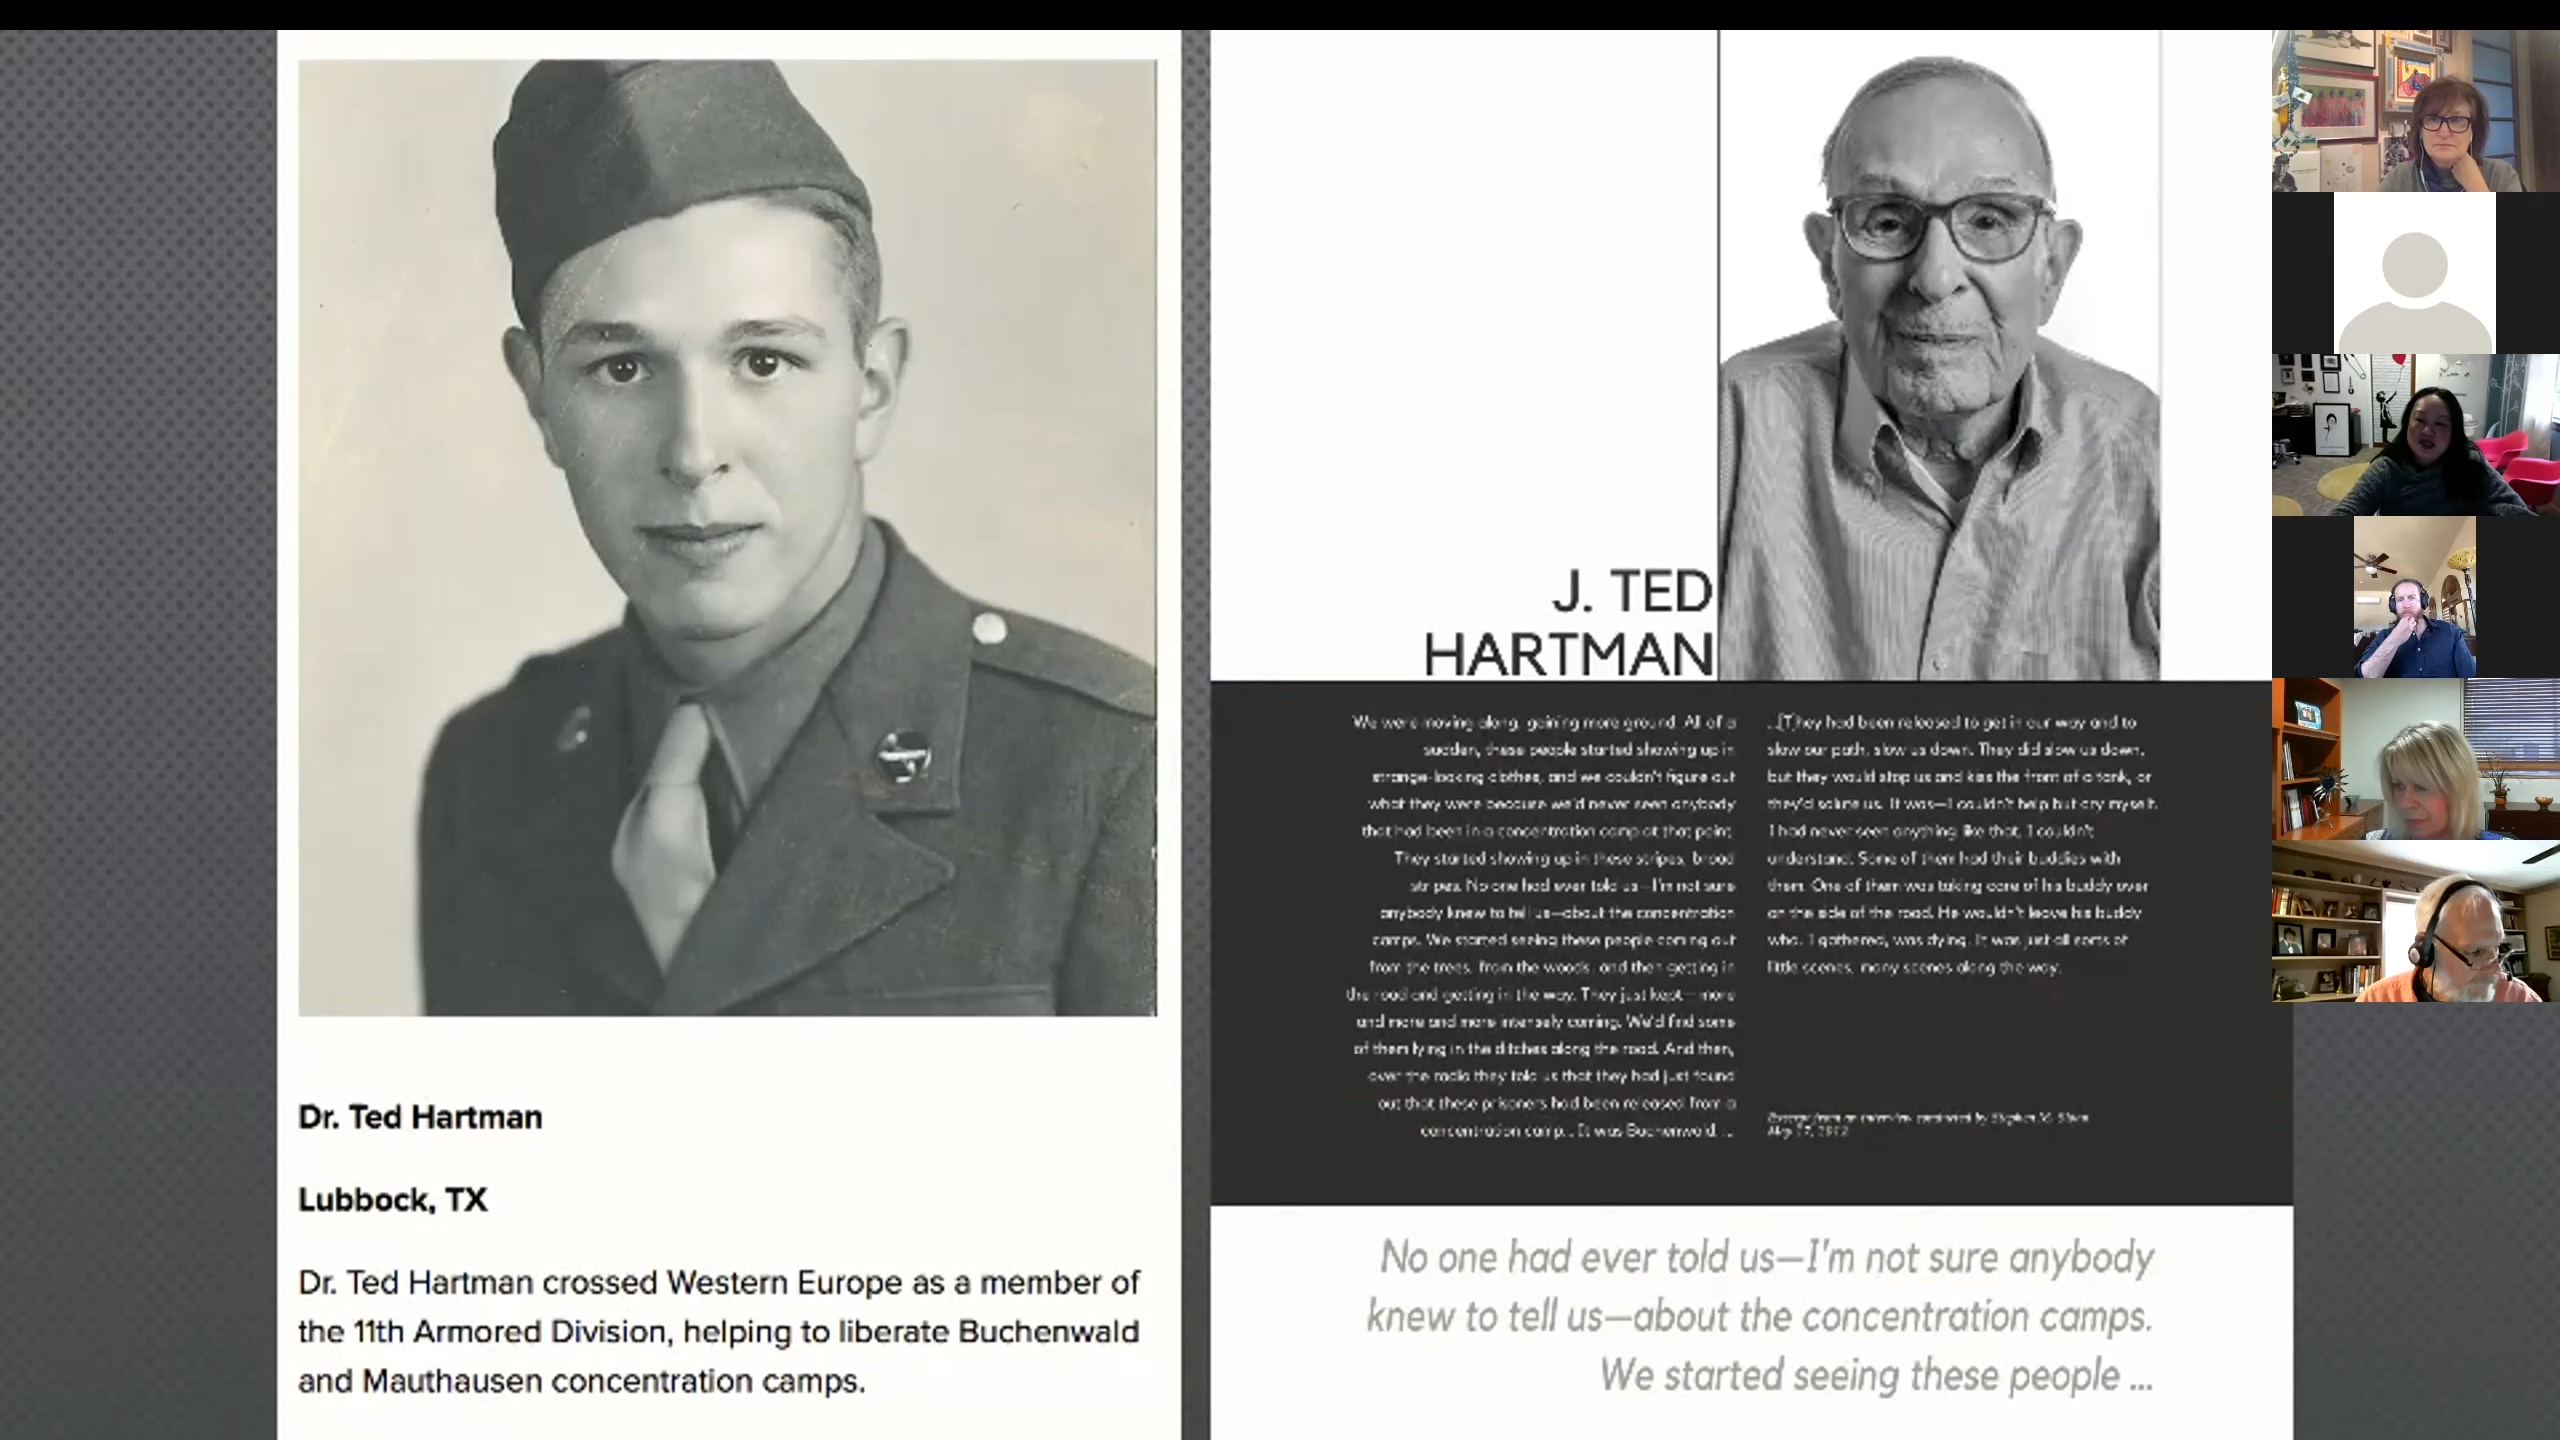 Dr. Ted Hartman
Lubbock, TX
Dr. Ted Hartman crossed Western Europe as a member of
the 11th Armored Division, helping to liberate Buchenwald
and Mauthausen concentration camps.
J. TED
HARTMAN
We were moving along, gaining more ground. All of a
sudden, these people started showing up in
strange-looking clothes, and we couldn't figure out
what they were because we'd never seen anybody
that had been in a concentration camp at that point.
They started showing up in these stripes, broad
stripes. No one had ever told us—I'm not sure
anybody knew to tell us—about the concentration
camps. We started seeing these people coming out
from the trees, from the woods, and then getting in
the road and getting in the way. They just kept—more
and more and more intensely coming. We'd find some
of them lying in the ditches along the road. And then,
over the radio they told us that they had just found
out that these prisoners had been released from a
concentration camp... It was Buchenwald. ...
...[T]hey had been released to get in our way and to
slow our path, slow us down. They did slow us down,
but they would stop us and kiss the front of a tank, or
they'd salute us. It was—I couldn't help but cry myself.
I had never seen anything like that, I couldn't
understand. Some of them had their buddies with
them. One of them was taking care of his buddy over
on the side of the road. He wouldn't leave his buddy
who, I gathered, was dying. It was just all sorts of
little scenes, many scenes along the way.
Excerpt from an interview conducted by Stephen M.
May 17, 2012
No one had ever told us—I'm not sure anybody
knew to tell us—about the concentration camps.
We started seeing these people ...